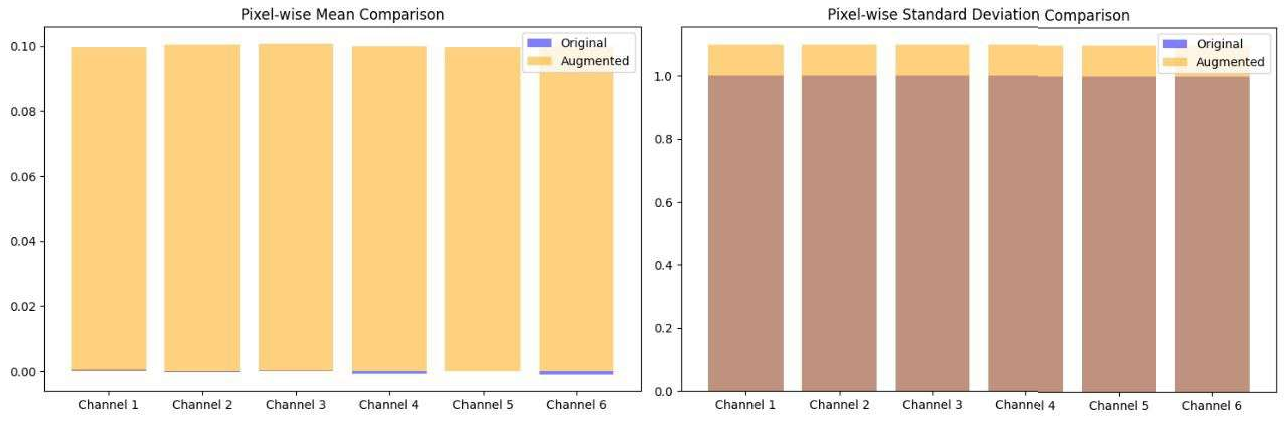 Pixel-wise Mean Comparison
Original
Augmented
0.10
0.08
0.06
0.04
0.02
0.00
Channel 1 Channel 2 Channel 3 Channel 4 Channel 5 Channel 6
Pixel-wise Standard Deviation Comparison
Original
Augmented
1.0
0.8
0.6
0.4
0.2
0.0
Channel 1 Channel 2 Channel 3 Channel 4 Channel 5 Channel 6